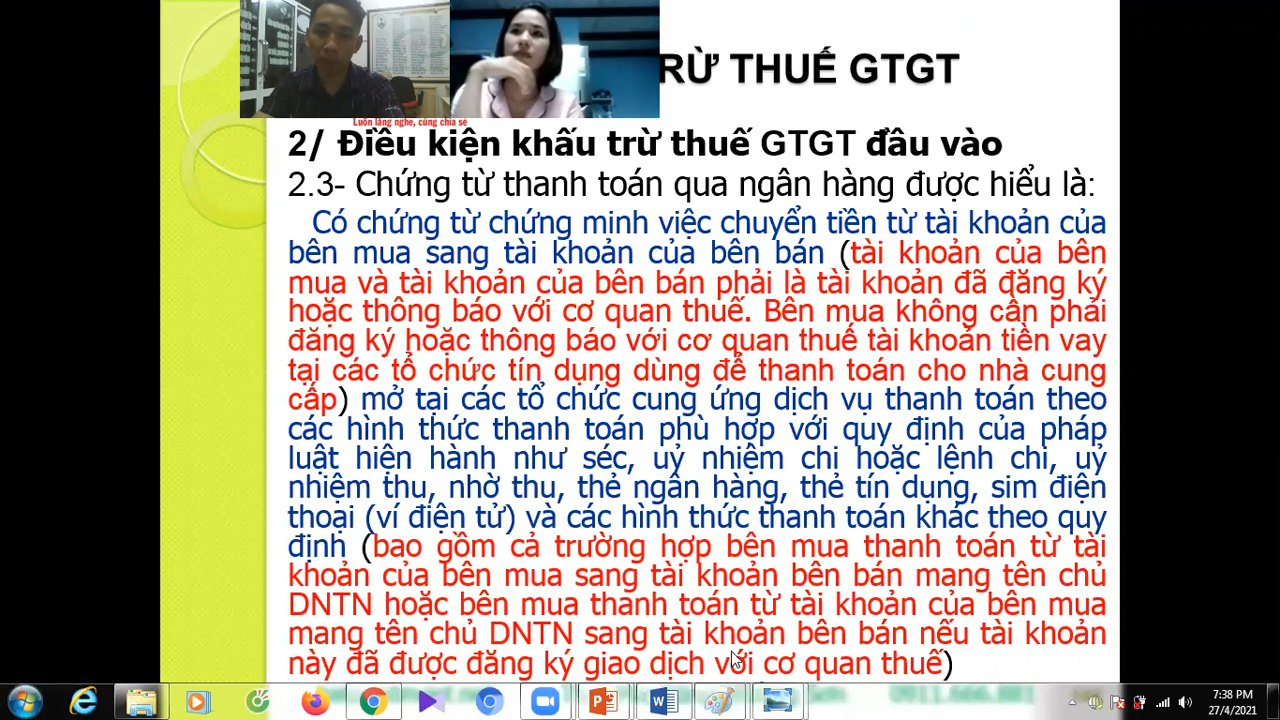 RỪ THUẾ GTGT
Luôn lắng nghe, cùng chia sẻ
2/ Điều kiện khấu trừ thuế GTGT đầu vào
2.3- Chứng từ thanh toán qua ngân hàng được hiểu là:
Có chứng từ chứng minh việc chuyển tiền từ tài khoản của
bên mua sang tài khoản của bên bán (tài khoản của bên
mua và tài khoản của bên bán phải là tài khoản đã đăng ký
hoặc thông báo với cơ quan thuế. Bên mua không cần phải
đăng ký hoặc thông báo với cơ quan thuế tài khoản tiền vay
tại các tổ chức tín dụng dùng để thanh toán cho nhà cung
cấp) mở tại các tổ chức cung ứng dịch vụ thanh toán theo
các hình thức thanh toán phù hợp với quy định của pháp
luật hiện hành như séc, uỷ nhiệm chi hoặc lệnh chi, uỷ
nhiệm thu, nhờ thu, thẻ ngân hàng, thẻ tín dụng, sim điện
thoại (ví điện tử) và các hình thức thanh toán khác theo quy
định (bao gồm cả trường hợp bên mua thanh toán từ tài
khoản của bên mua sang tài khoản bên bán mang tên chủ
DNTN hoặc bên mua thanh toán từ tài khoản của bên mua
mang tên chủ DNTN sang tài khoản bên bán nếu tài khoản
này đã được đăng ký giao dịch với cơ quan thuế)
7:38 PM
27/4/2021